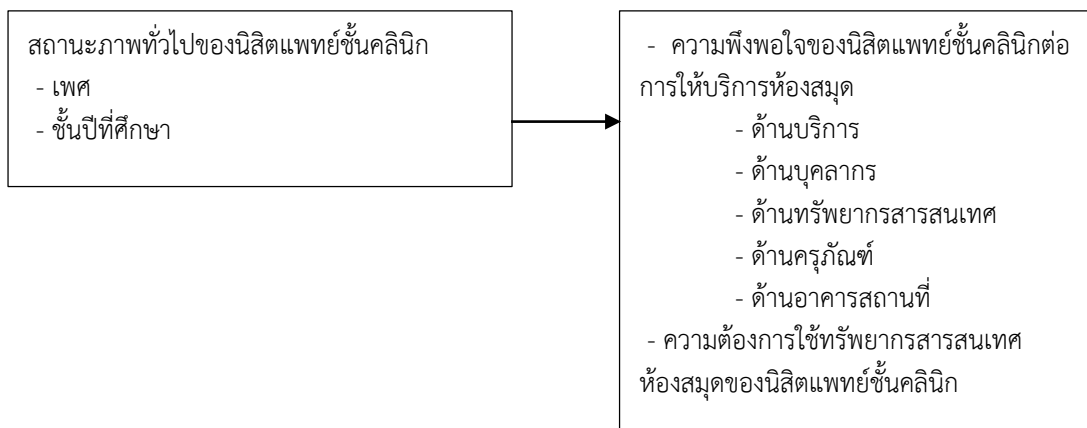 สถานะภาพทั่วไปของนิสิตแพทย์ชั้นคลินิก
- เพศ
- ชั้นปีที่ศึกษา
- ความพึงพอใจของนิสิตแพทย์ชั้นคลินิกต่อ
การให้บริการห้องสมุด
- ด้านบริการ
- ด้านบุคลากร
- ด้านทรัพยากรสารสนเทศ
- ด้านครุภัณฑ์
- ด้านอาคารสถานที่
- ความต้องการใช้ทรัพยากรสารสนเทศ
ห้องสมุดของนิสิตแพทย์ชั้นคลินิก